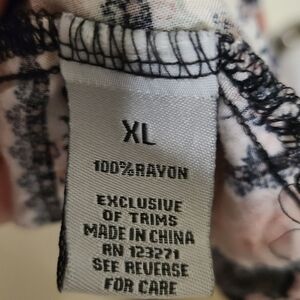 XL
100% RAYON
EXCLUSIVE
OF TRIMS
MADE IN CHINA
RN 123271
SEE REVERSE
FOR CARE